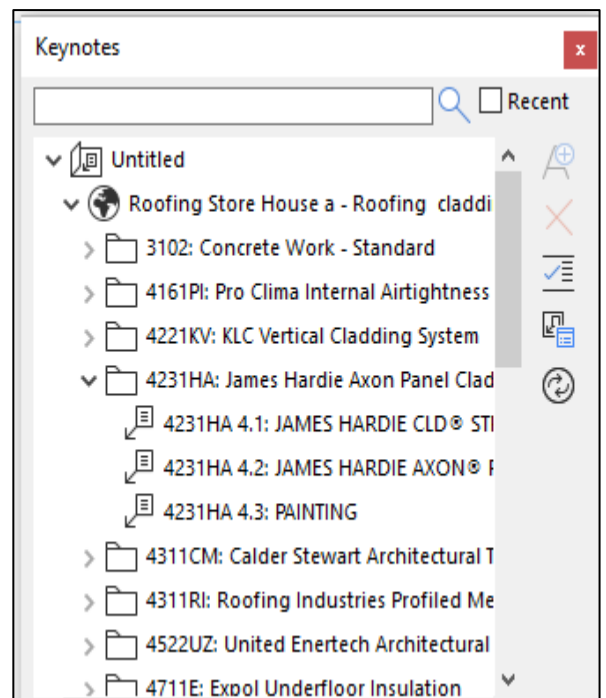 Keynotes
x
Recent
Untitled
Roofing Store House a - Roofing claddi
3102: Concrete Work - Standard
4161PI: Pro Clima Internal Airtightness
4221KV: KLC Vertical Cladding System
4231HA: James Hardie Axon Panel Clad
4231HA 4.1: JAMES HARDIE CLD® STI
4231HA 4.2: JAMES HARDIE AXON®
4231HA 4.3: PAINTING
4311CM: Calder Stewart Architectural T
4311RI: Roofing Industries Profiled Me
4522UZ: United Enertech Architectural
4711E: Expol Underfloor Insulation